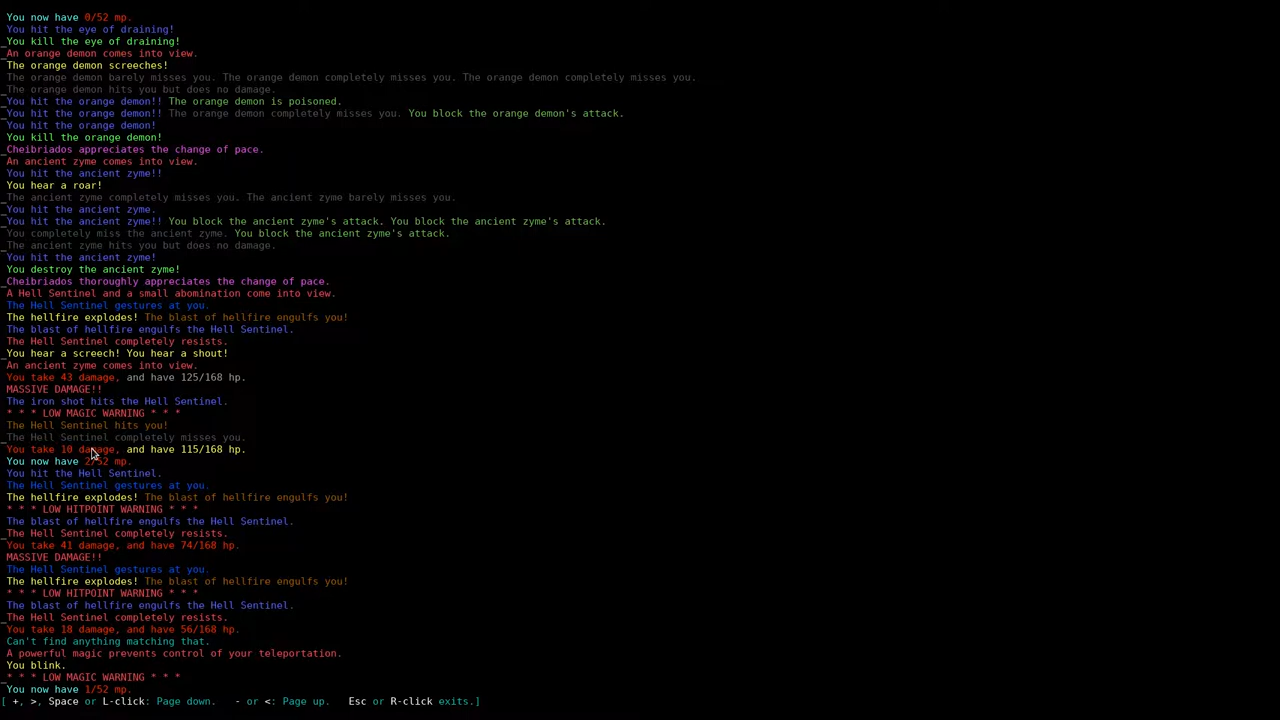 You now have 0/52 mp.
You hit the eye of draining!
You kill the eye of draining!
_An orange demon comes into view.
The orange demon screeches!
The orange demon barely misses you. The orange demon completely misses you. The orange demon completely misses you.
_The orange demon hits you but does no damage.
_You hit the orange demon!! The orange demon is poisoned.
_You hit the orange demon!! The orange demon completely misses you. You block the orange demon's attack.
You hit the orange demon!
You kill the orange demon!
_Cheibriados appreciates the change of pace.
_An ancient zyme comes into view.
_You hit the ancient zyme!!
You hear a roar!
_The ancient zyme completely misses you. The ancient zyme barely misses you.
_You hit the ancient zyme.
_You hit the ancient zyme!! You block the ancient zyme's attack. You block the ancient zyme's attack.
You completely miss the ancient zyme. You block the ancient zyme's attack.
_The ancient zyme hits you but does no damage.
You hit the ancient zyme!
You destroy the ancient zyme!
_Cheibriados thoroughly appreciates the change of pace.
_A Hell Sentinel and a small abomination come into view.
The Hell Sentinel gestures at you.
The hellfire explodes! The blast of hellfire engulfs you!
The blast of hellfire engulfs the Hell Sentinel.
The Hell Sentinel completely resists.
_You hear a screech! You hear a shout!
_An ancient zyme comes into view.
You take 43 damage, and have 125/168 hp.
MASSIVE DAMAGE!!
The iron shot hits the Hell Sentinel.
* * * LOW MAGIC WARNING * * *
The Hell Sentinel hits you!
_The Hell Sentinel completely misses you.
You take 10 damage, and have 115/168 hp.
You now have 2/52 mp.
You hit the Hell Sentinel.
The Hell Sentinel gestures at you.
The hellfire explodes! The blast of hellfire engulfs you!
* * * LOW HITPOINT WARNING * * *
The blast of hellfire engulfs the Hell Sentinel.
_The Hell Sentinel completely resists.
You take 41 damage, and have 74/168 hp.
MASSIVE DAMAGE!!
The Hell Sentinel gestures at you.
The hellfire explodes! The blast of hellfire engulfs you!
* * * LOW HITPOINT WARNING * * *
The blast of hellfire engulfs the Hell Sentinel.
_The Hell Sentinel completely resists.
You take 18 damage, and have 56/168 hp.
Can't find anything matching that.
A powerful magic prevents control of your teleportation.
You blink.
_* * * LOW MAGIC WARNING * * *
You now have 1/52 mp.
[ +, >, Space or L-click: Page down.   - or <: Page up.   Esc or R-click exits.]